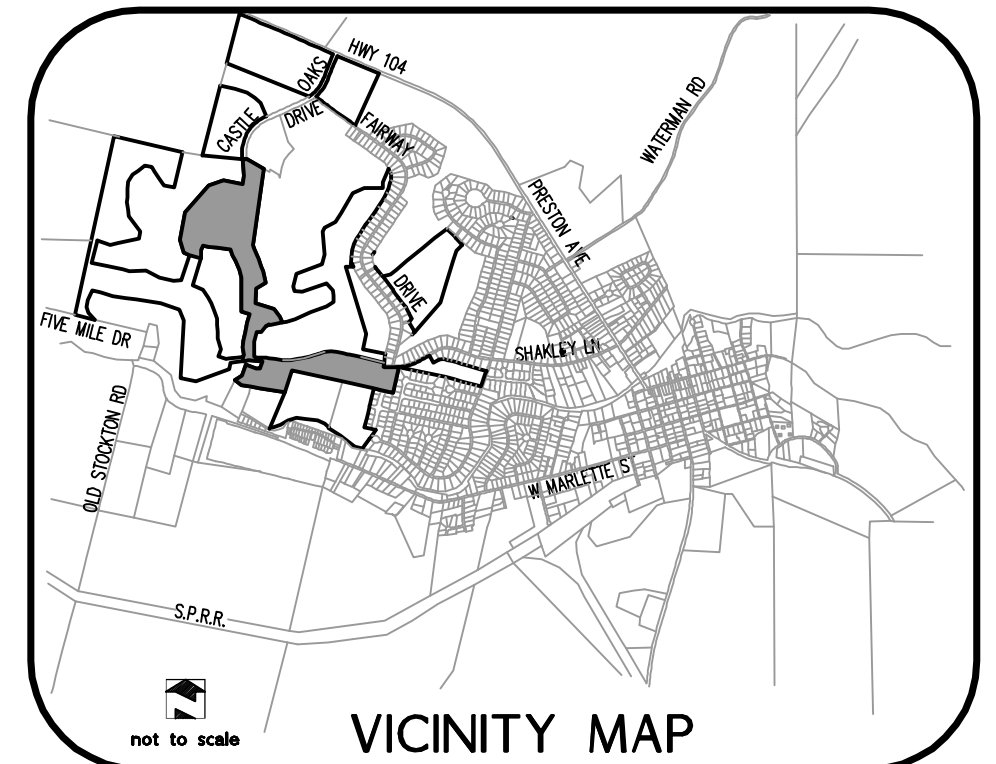 HWY 104
OAKS
CASTLE
DRIVE
FAIRWAY
WATERMAN RD
PRESTON AVE
DRIVE
FIVE MILE DR
SHAKLEY LN
OLD STOCKTON RD
W MARLETTE ST
S.P.R.R.
N
not to scale
VICINITY MAP